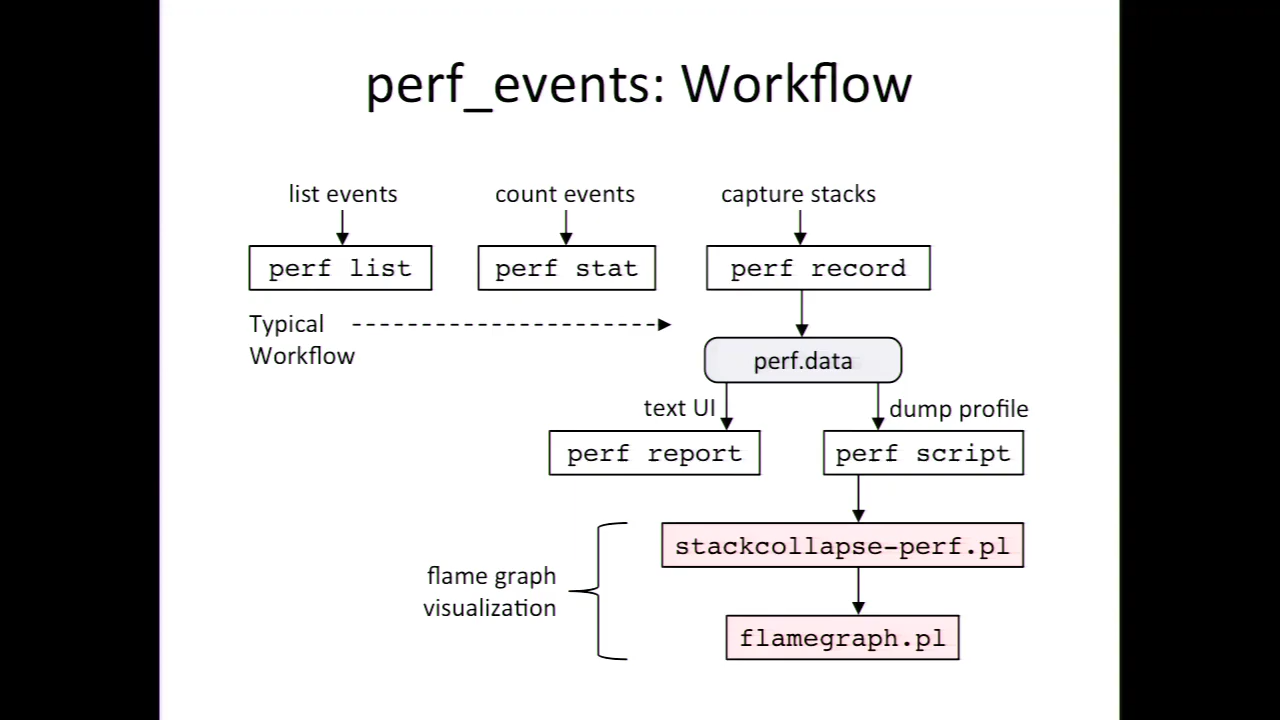 perf_events: Workflow
list events
count events
capture stacks
perf list
perf stat
perf record
Typical
Workflow
perf.data
text UI
dump profile
perf report
perf script
stackcollapse-perf.pl
flame graph
visualization
flamegraph.pl